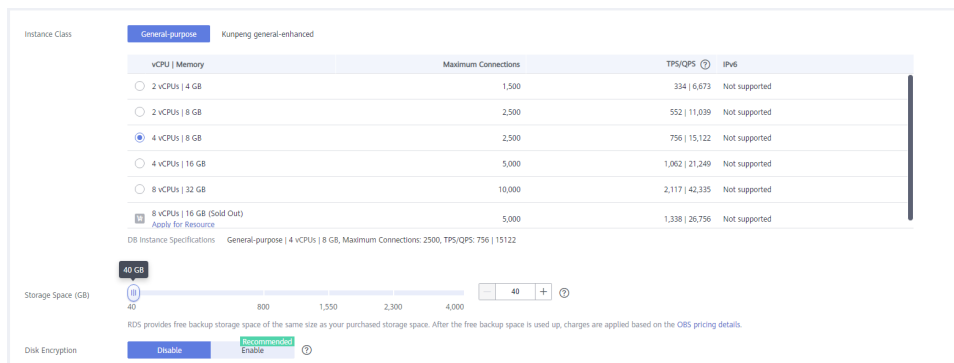 Instance Class General-purpose Kunpeng general-enhanced
vCPU | Memory Maximum Connections TPS/QPS ? IPv6
2 vCPUs | 4 GB 1,500 334 | 6,673 Not supported
2 vCPUs | 8 GB 2,500 552 | 11,039 Not supported
4 vCPUs | 8 GB 2,500 756 | 15,122 Not supported
4 vCPUs | 16 GB 5,000 1,062 | 21,249 Not supported
8 vCPUs | 32 GB 10,000 2,117 | 42,335 Not supported
8 vCPUs | 16 GB (Sold Out) 5,000 1,338 | 26,756 Not supported
Apply for Resource
DB Instance Specifications General-purpose | 4 vCPUs | 8 GB, Maximum Connections: 2500, TPS/QPS: 756 | 15122
40 GB
Storage Space (GB) − 40 + ?
40 800 1,550 2,300 4,000
RDS provides free backup storage space of the same size as your purchased storage space. After the free backup space is used up, charges are applied based on the OBS pricing details.
Recommended
Disk Encryption Disable Enable ?